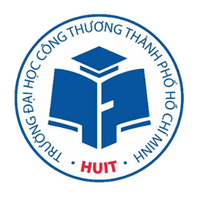 TRƯỜNG ĐẠI HỌC CÔNG THƯƠNG THÀNH PHỐ HỒ CHÍ MINH
HUIT